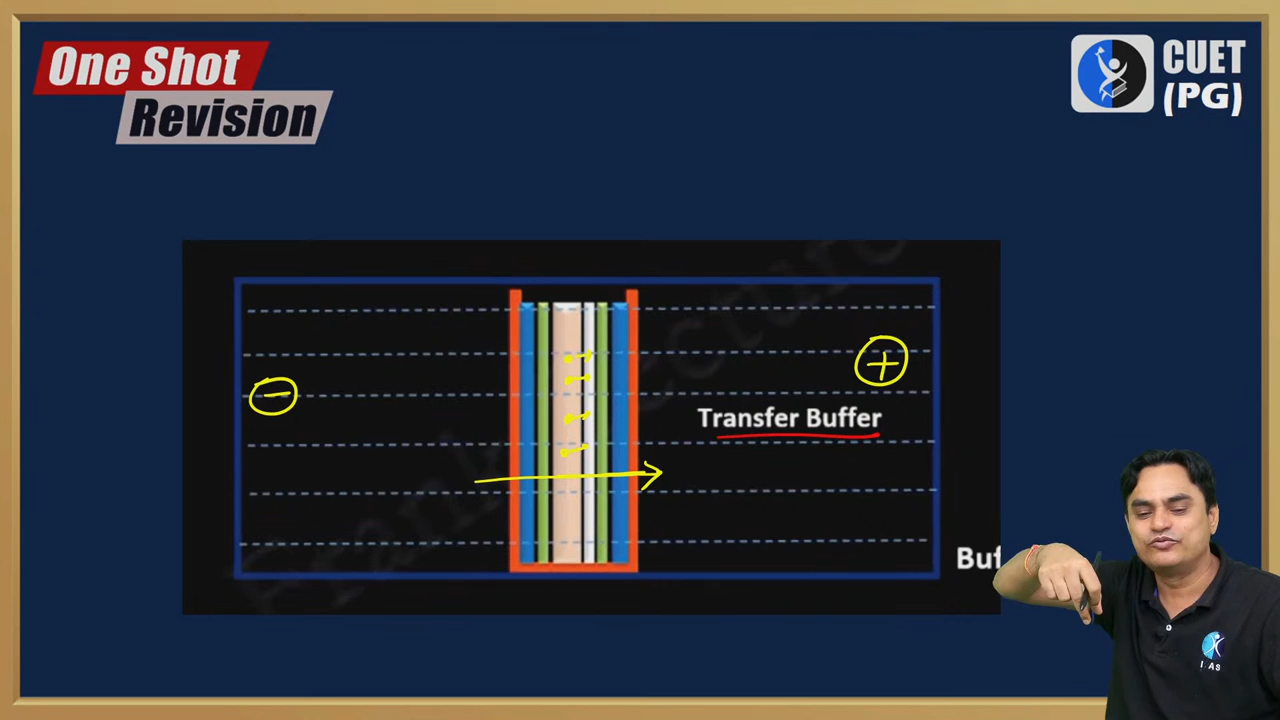 One Shot
Revision
CUET
(PG)
−
+
Transfer Buffer
Buf